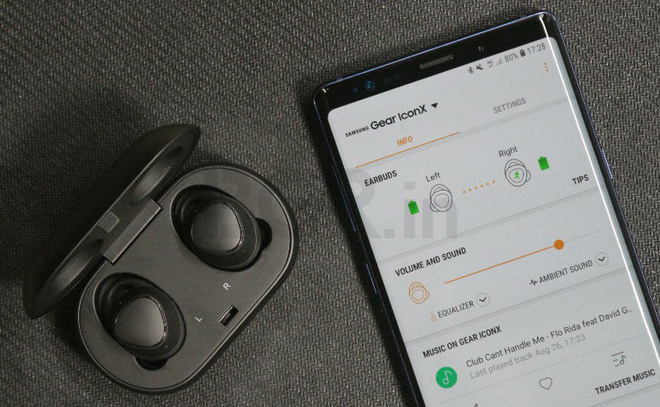 80% 17:28
SAMSUNG Gear IconX
INFO
SETTINGS
EARBUDS
Left
Right
TIPS
VOLUME AND SOUND
EQUALIZER
AMBIENT SOUND
MUSIC ON GEAR ICONX
Club Cant Handle Me - Flo Rida feat David G..
Last played track Aug 26, 17:23
TRANSFER MUSIC
L
R